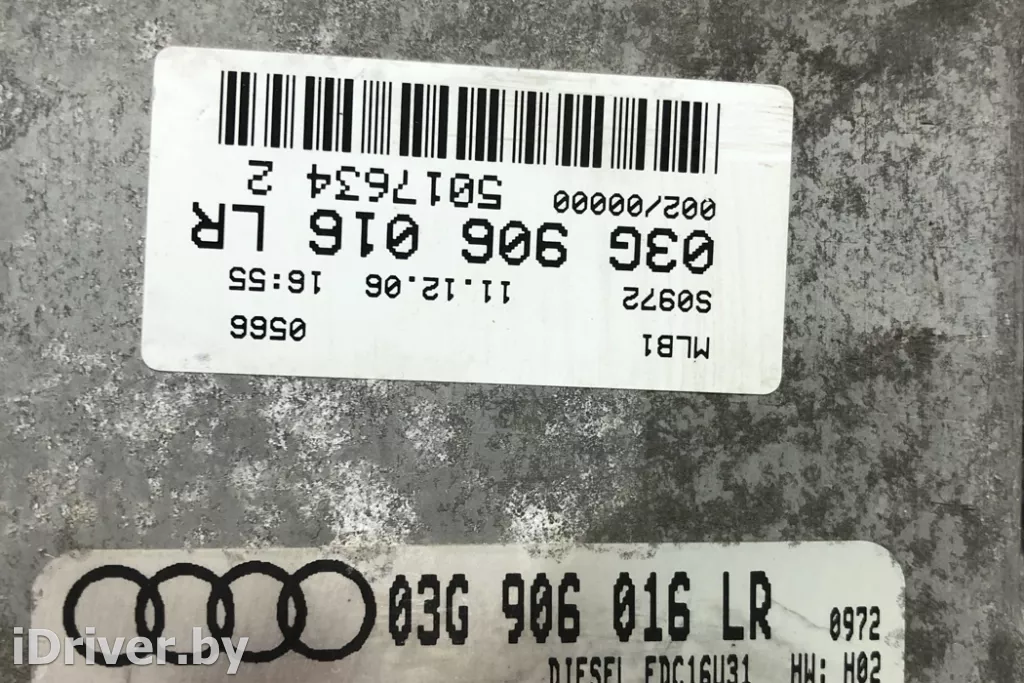 MLB1 0566
S0972 11.12.06 16:55
03G 906 016 LR
002/00000 5017634 2
03G 906 016 LR 0972
DIESEL EDC16U31 HW: H02
iDriver.by